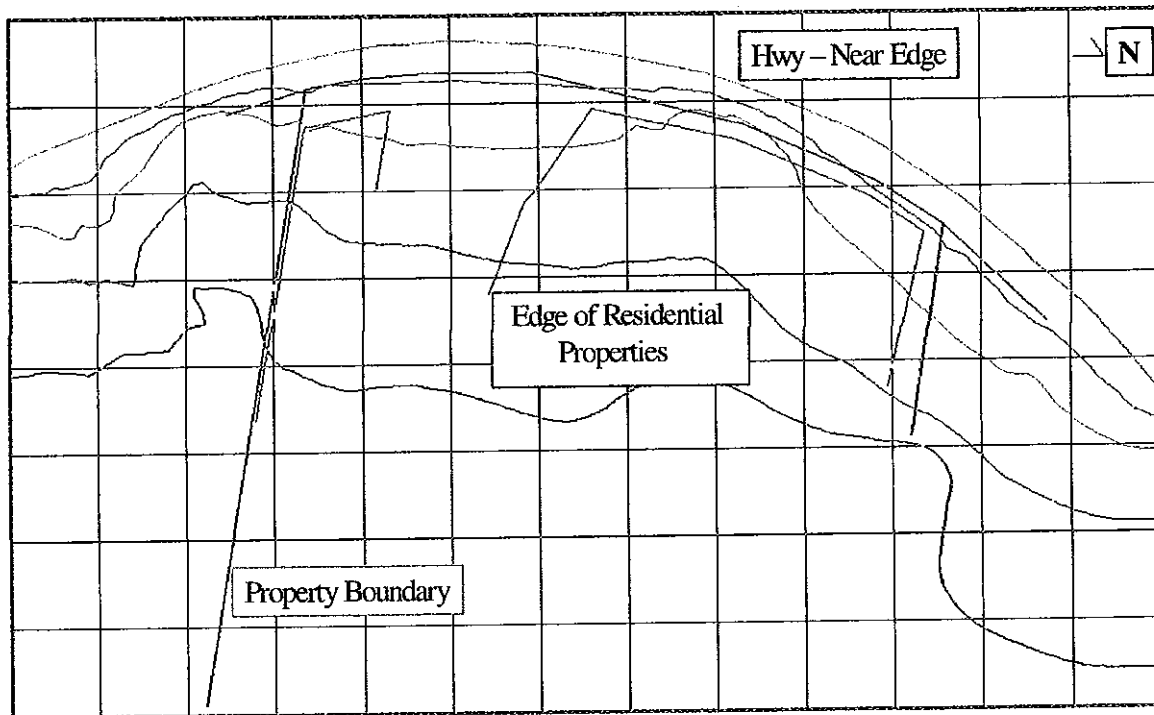 Hwy – Near Edge
N
Edge of Residential
Properties
Property Boundary